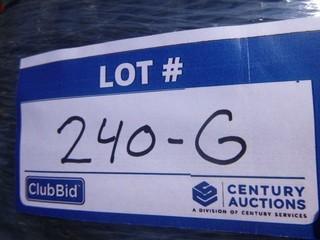 LOT #
240-G
ClubBid
CENTURY
AUCTIONS
A DIVISION OF CENTURY SERVICES